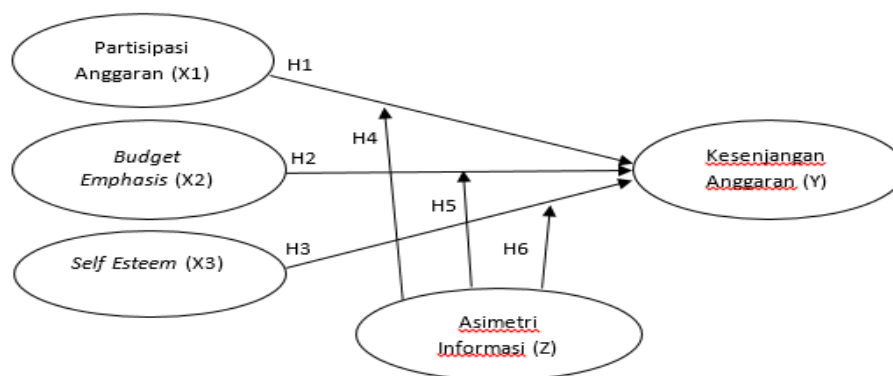 Partisipasi
Anggaran (X1)
H1
H4
Budget
Emphasis (X2)
H2
Kesenjangan
Anggaran (Y)
H5
Self Esteem (X3)
H3
H6
Asimetri
Informasi (Z)